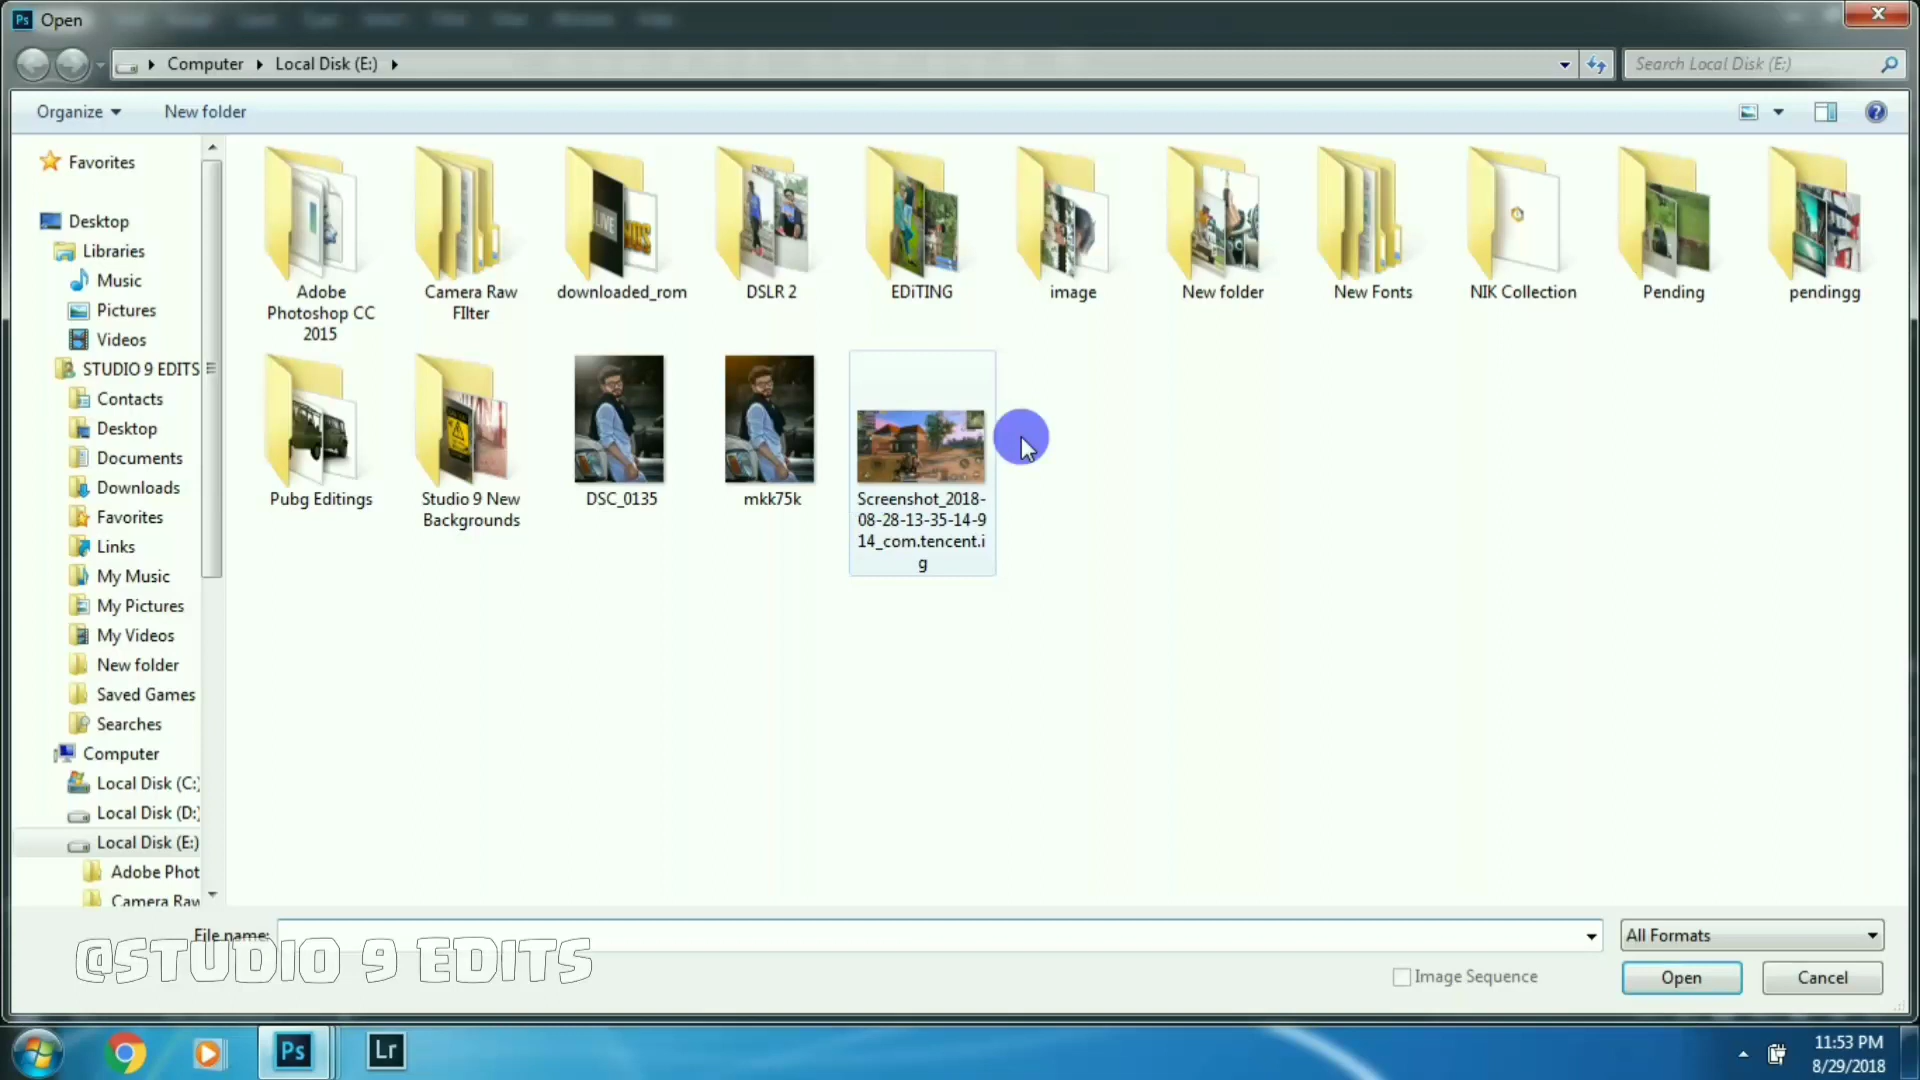 Ps Open
Computer Local Disk (E:)
Search Local Disk (E:)
Organize
New folder
Favorites
Desktop
Libraries
Music
Pictures
Videos
STUDIO 9 EDITS
Contacts
Desktop
Documents
Downloads
Favorites
Links
My Music
My Pictures
My Videos
New folder
Saved Games
Searches
Computer
Local Disk (C:)
Local Disk (D:)
Local Disk (E:)
Adobe Phot
Camera Raw
Adobe
Photoshop CC
2015
Camera Raw
FIlter
downloaded_rom
DSLR 2
EDiTING
image
New folder
New Fonts
NIK Collection
Pending
pendingg
Pubg Editings
Studio 9 New
Backgrounds
DSC_0135
mkk75k
Screenshot_2018-
08-28-13-35-14-9
14_com.tencent.i
g
File name:
All Formats
@STUDIO 9 EDITS
Image Sequence
Open
Cancel
Ps
Lr
11:53 PM
8/29/2018